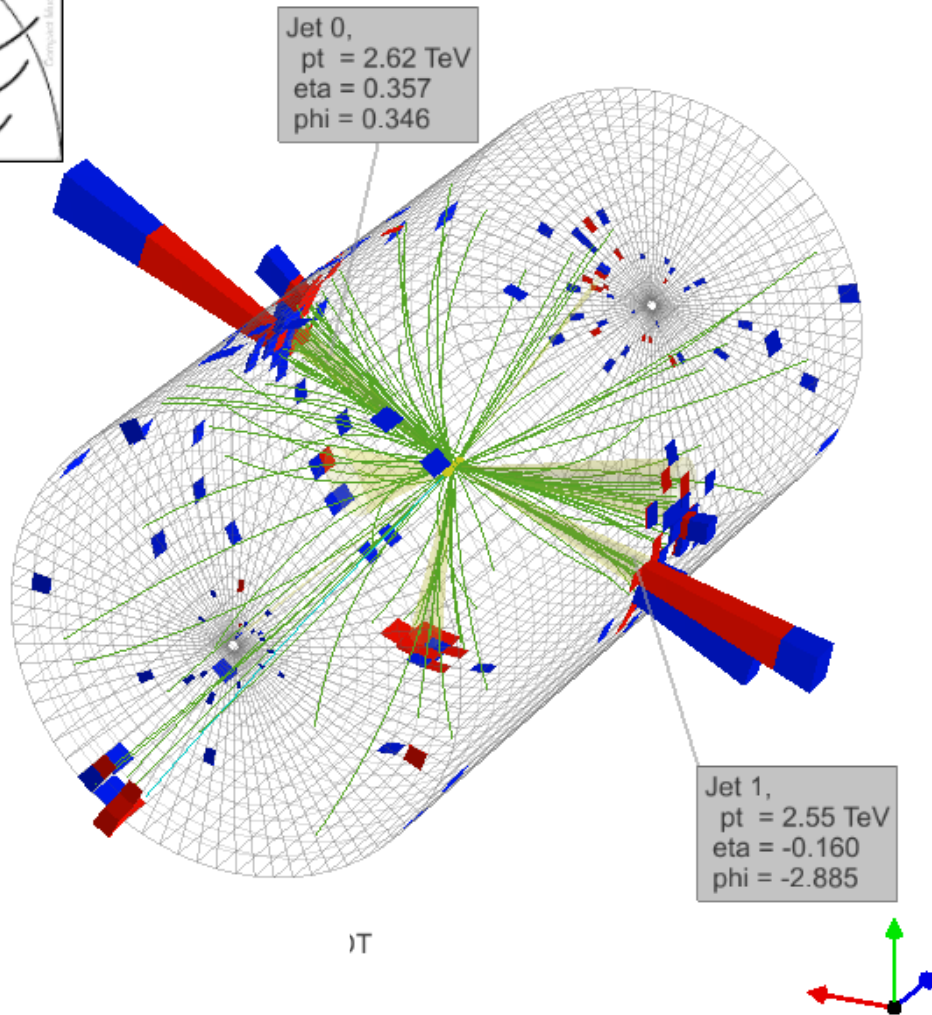 Jet 0,
pt = 2.62 TeV
eta = 0.357
phi = 0.346
Jet 1,
pt = 2.55 TeV
eta = -0.160
phi = -2.885